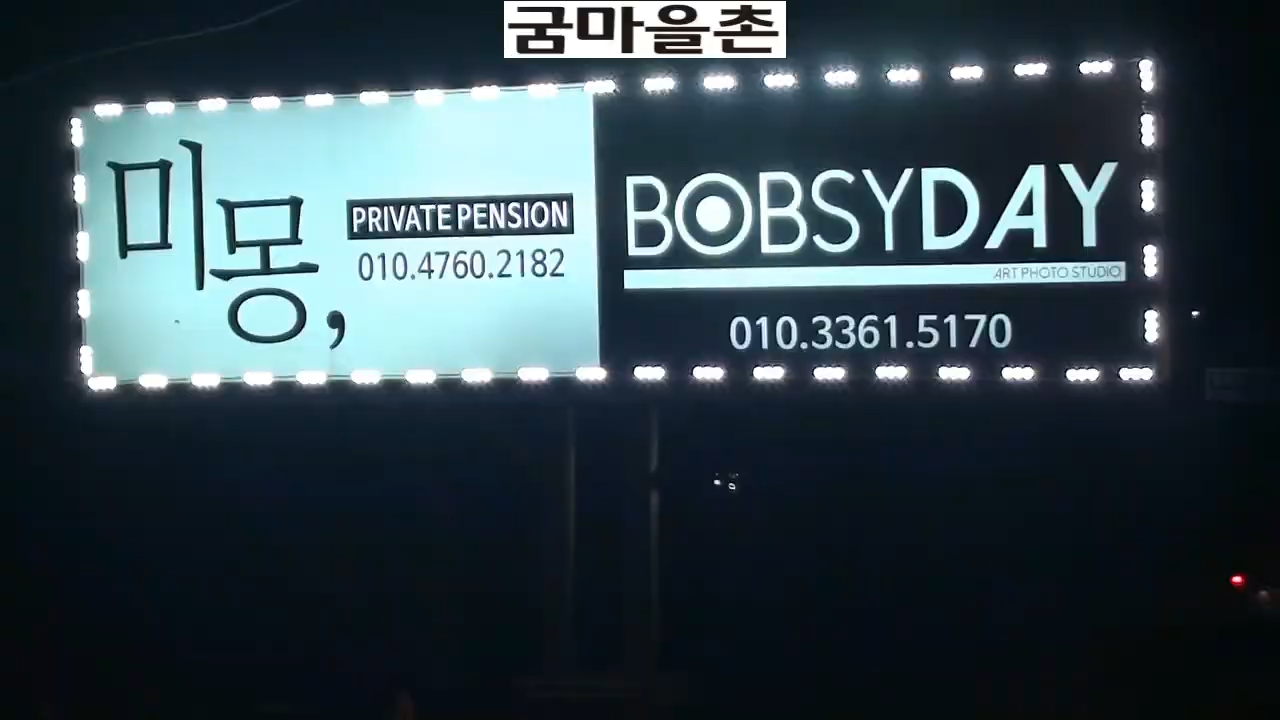 굼마을촌
미몽,
PRIVATE PENSION
010.4760.2182
BOBSYDAY
ART PHOTO STUDIO
010.3361.5170